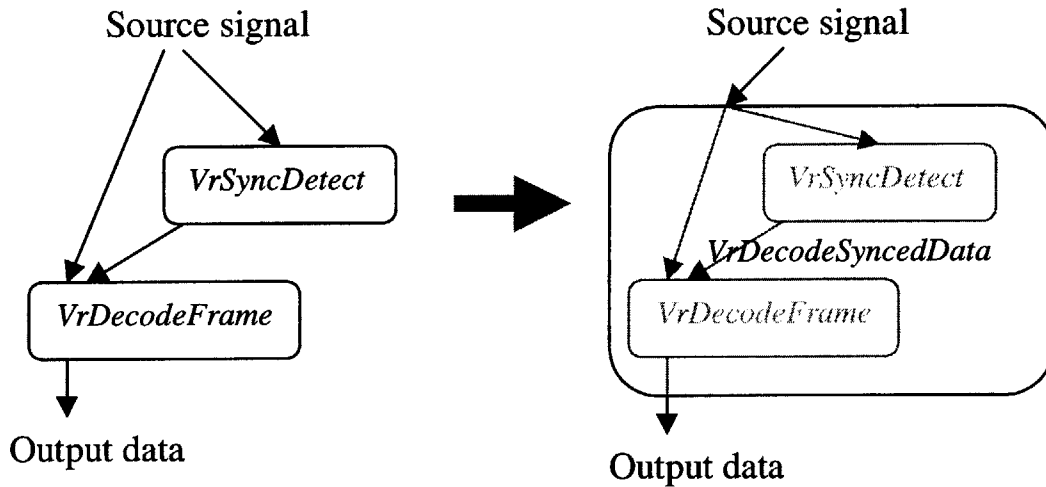 Source signal
VrSyncDetect
VrDecodeFrame
Output data
Source signal
VrSyncDetect
VrDecodeSyncedData
VrDecodeFrame
Output data